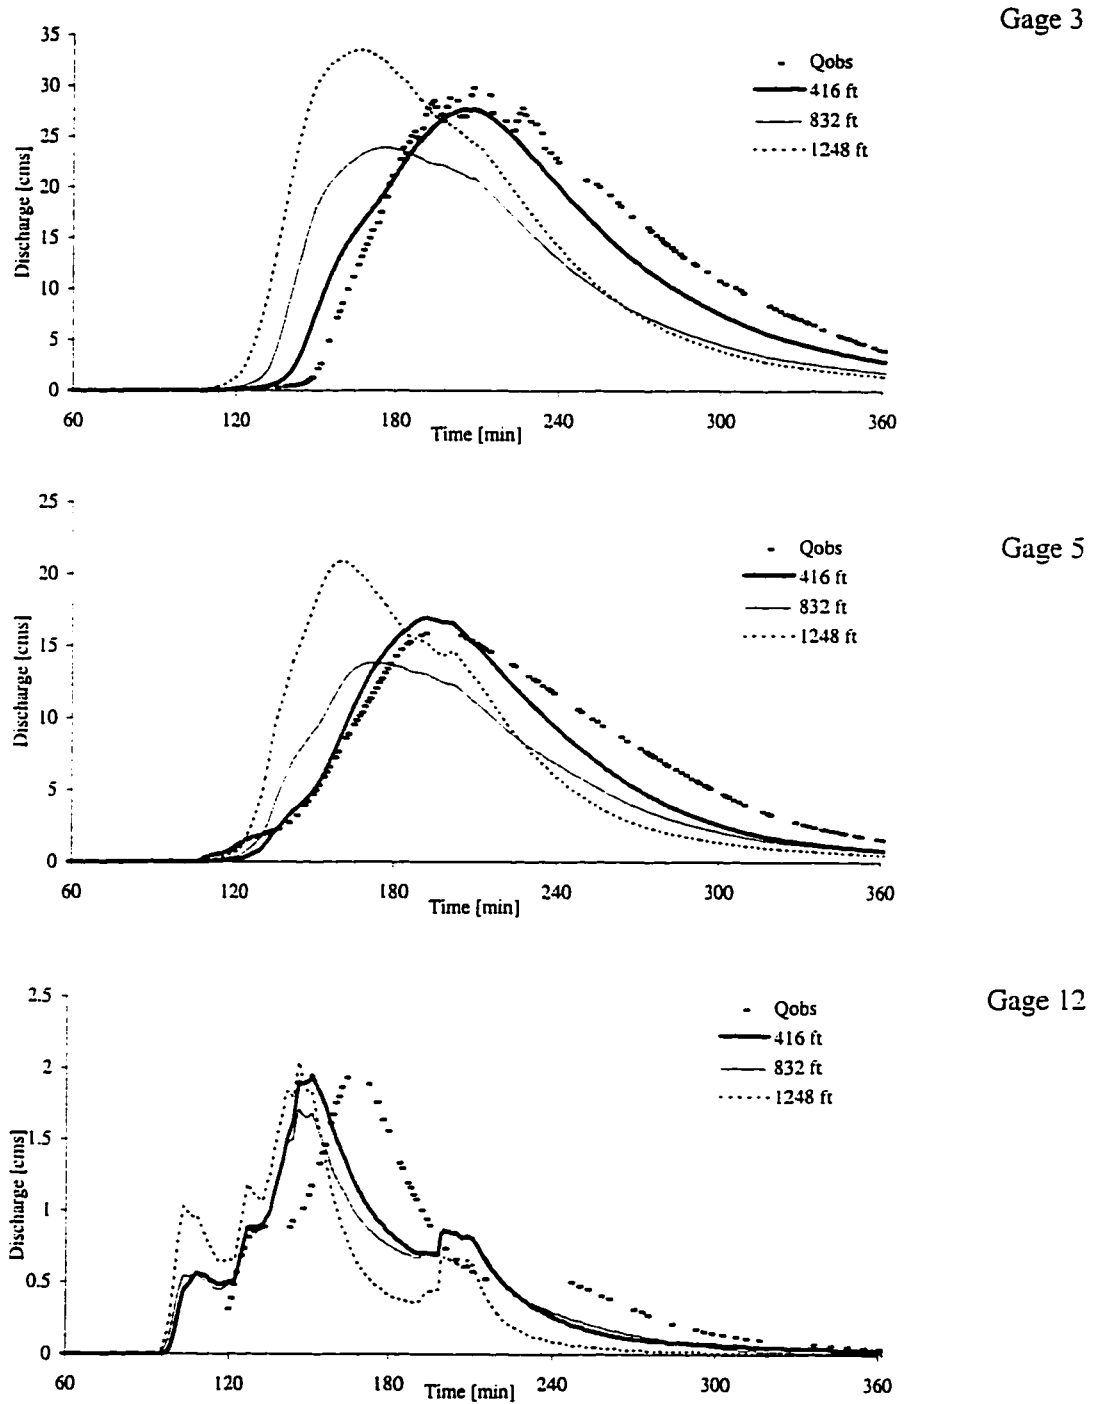 Gage 3
35
30
25
20
15
10
5
0
Discharge [cms]
Qobs
416 ft
832 ft
1248 ft
60 120 180 240 300 360
Time [min]
Gage 5
25
20
15
10
5
0
Discharge [cms]
Qobs
416 ft
832 ft
1248 ft
60 120 180 240 300 360
Time [min]
Gage 12
2.5
2
1.5
1
0.5
0
Discharge [cms]
Qobs
416 ft
832 ft
1248 ft
60 120 180 240 300 360
Time [min]